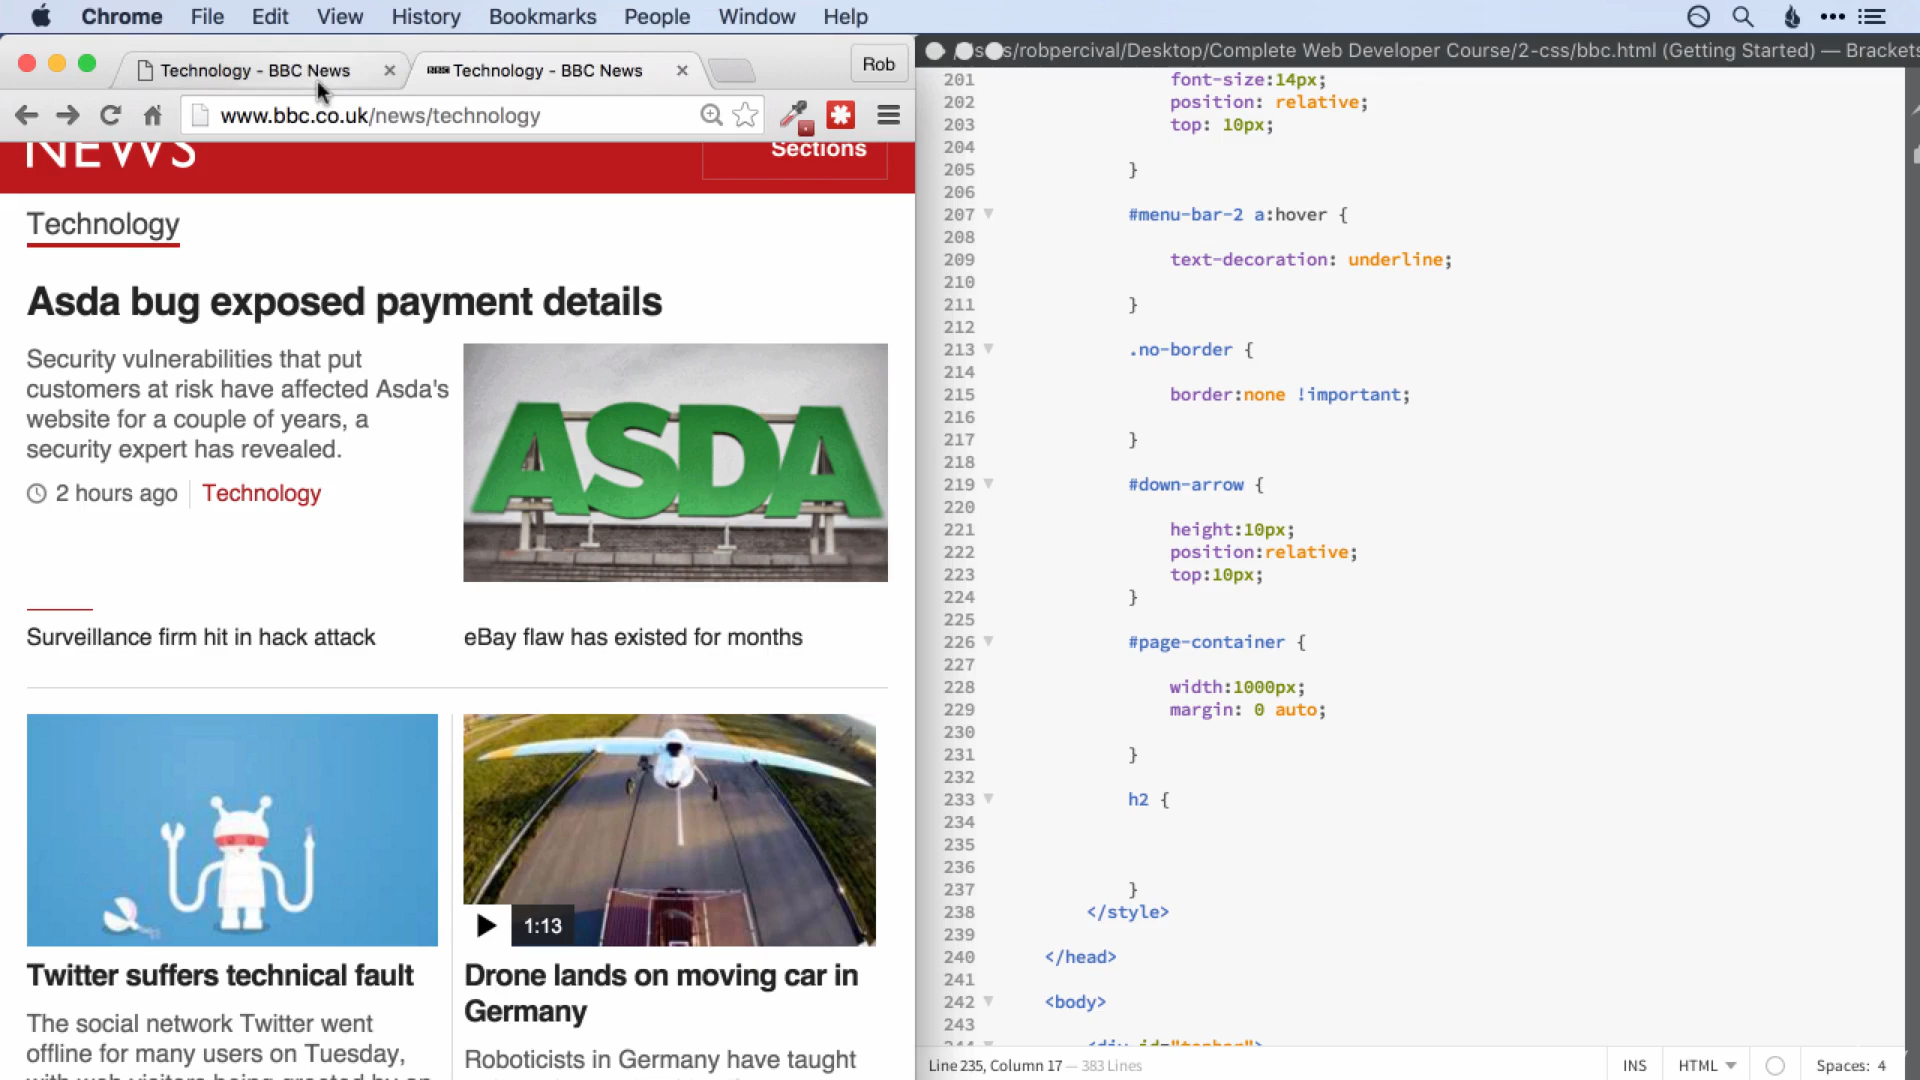 Chrome File Edit View History Bookmarks People Window Help
Technology - BBC News
BBC Technology - BBC News
Rob
www.bbc.co.uk/news/technology
NEWS
Sections
Technology
Asda bug exposed payment details
Security vulnerabilities that put
customers at risk have affected Asda's
website for a couple of years, a
security expert has revealed.
2 hours ago Technology
ASDA
Surveillance firm hit in hack attack
eBay flaw has existed for months
1:13
Twitter suffers technical fault
The social network Twitter went
offline for many users on Tuesday,
Drone lands on moving car in
Germany
Roboticists in Germany have taught
s/robpercival/Desktop/Complete Web Developer Course/2-css/bbc.html (Getting Started) — Brackets
201 font-size:14px;
202 position: relative;
203 top: 10px;
204
205 }
206
207 #menu-bar-2 a:hover {
208
209 text-decoration: underline;
210
211 }
212
213 .no-border {
214
215 border:none !important;
216
217 }
218
219 #down-arrow {
220
221 height:10px;
222 position:relative;
223 top:10px;
224 }
225
226 #page-container {
227
228 width:1000px;
229 margin: 0 auto;
230
231 }
232
233 h2 {
234
235
236
237 }
238 </style>
239
240 </head>
241
242 <body>
243
Line 235, Column 17 — 383 Lines
INS HTML Spaces: 4